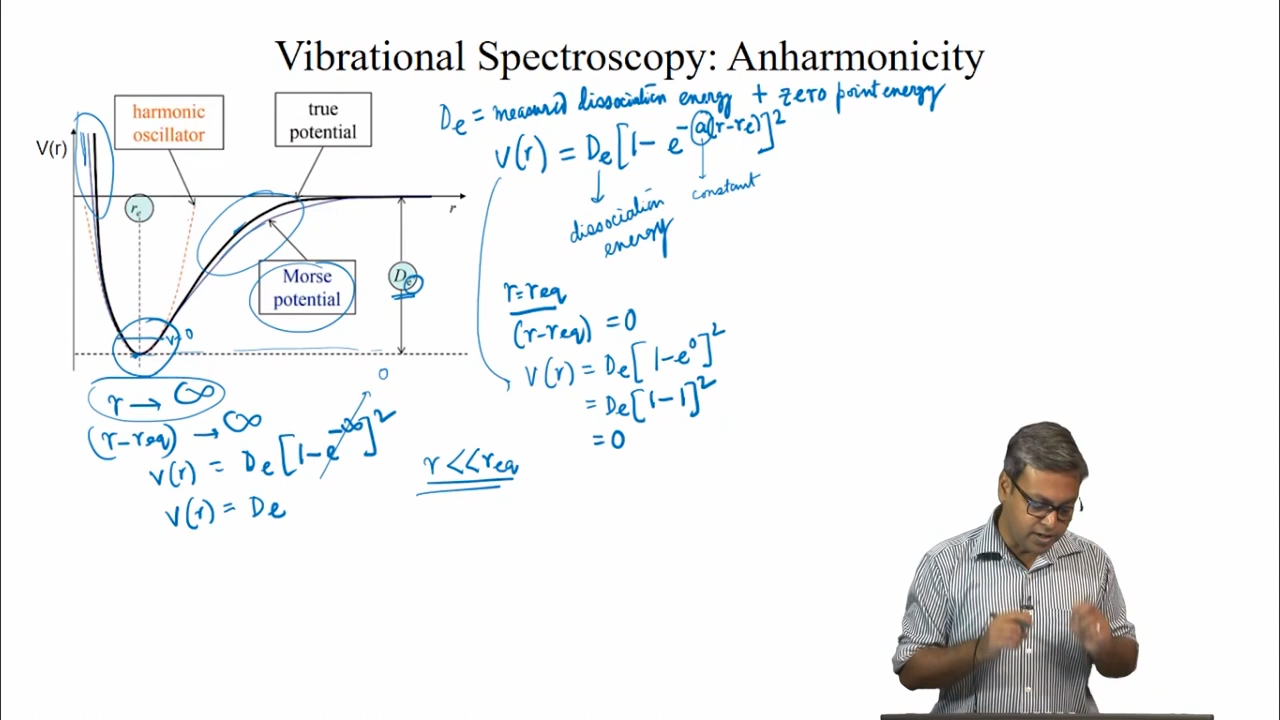 Vibrational Spectroscopy: Anharmonicity
De = measured dissociation energy + zero point energy
V(r) = De[1- e^-a(r-re)]^2
dissociation energy
constant
harmonic oscillator
true potential
V(r)
re
r
Morse potential
De
v=0
r=req
(r-req) = 0
V(r) = De[1-e^0]^2
= De[1-1]^2
= 0
r → ∞
(r-req) → ∞
0
V(r) = De[1-e^-∞]^2
V(r) = De
r<<req